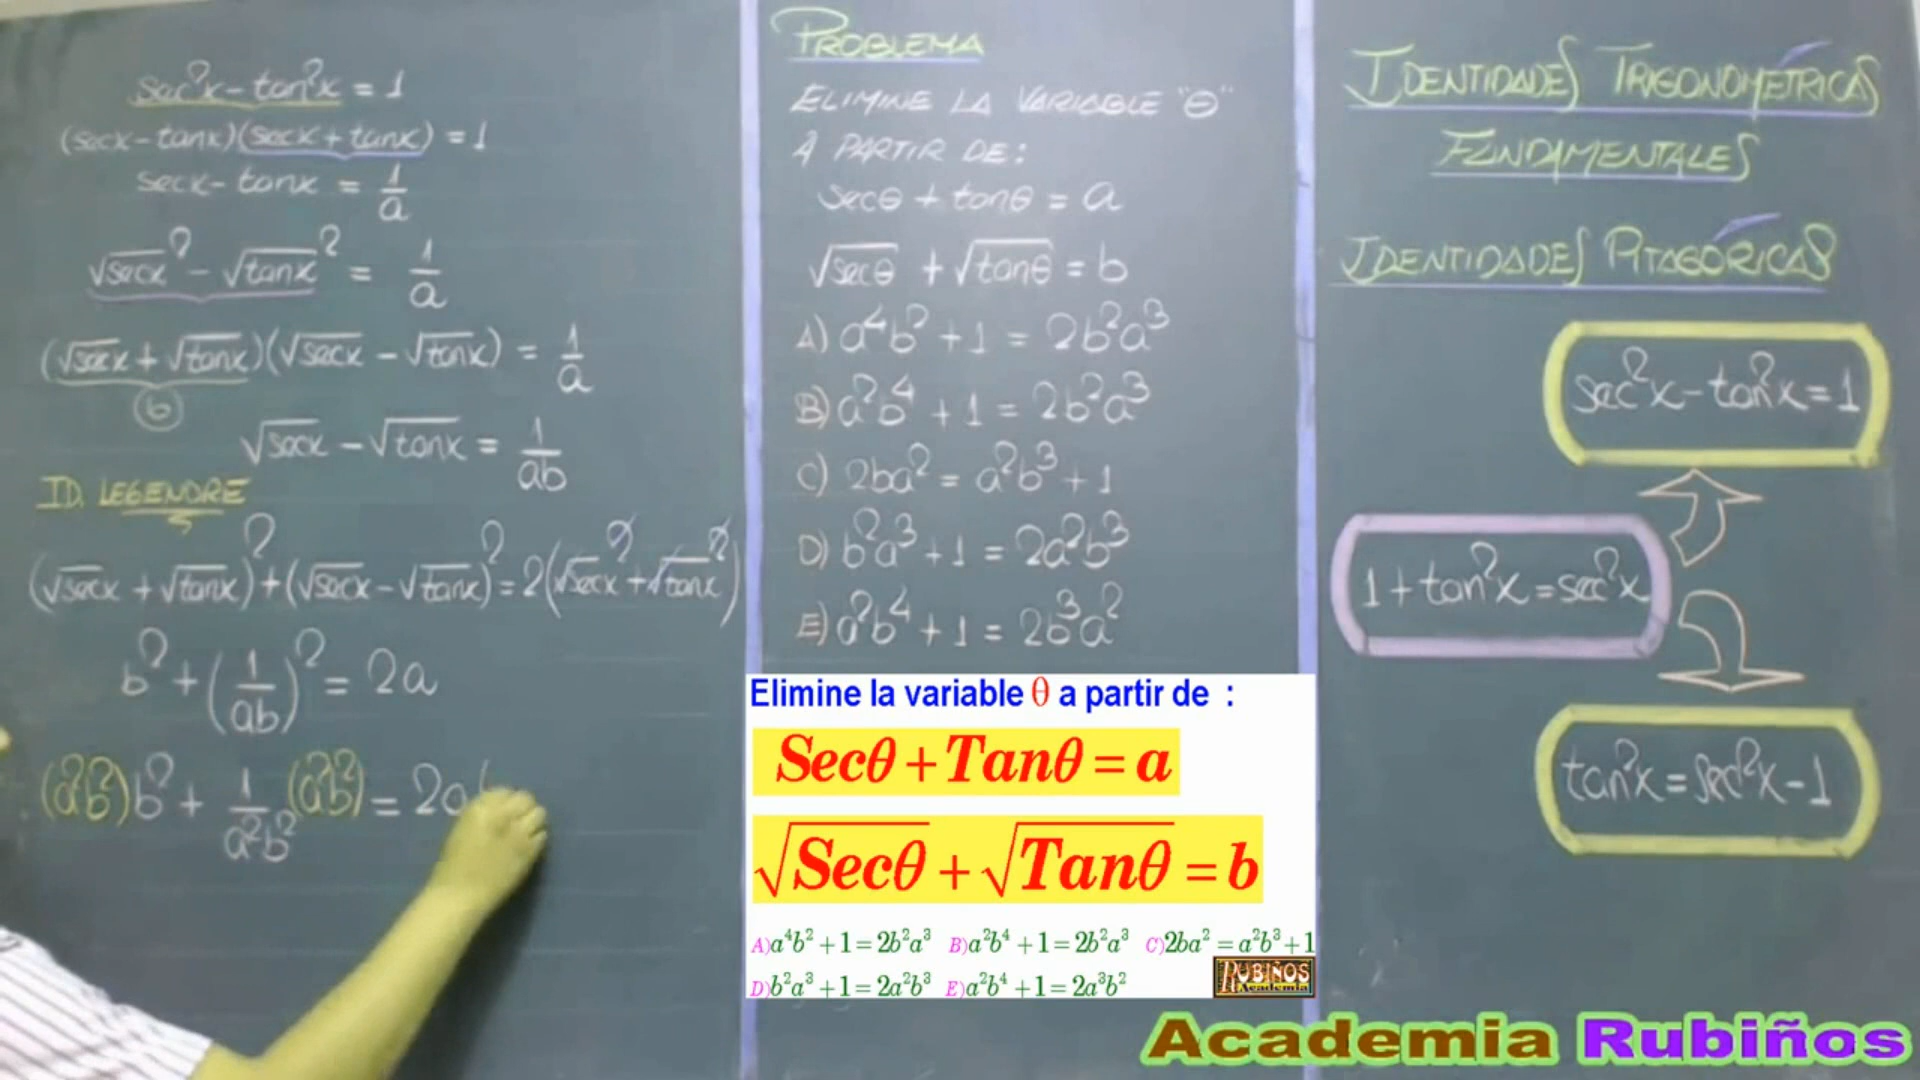 sec²x - tan²x = 1
(secx - tanx)(secx + tanx) = 1
secx - tanx = 1/a
√secx² - √tanx² = 1/a
(√secx + √tanx)(√secx - √tanx) = 1/a
(b)
√secx - √tanx = 1/ab
ID. LEGENDRE
(√secx + √tanx)² + (√secx - √tanx)² = 2(√secx² + √tanx²)
b² + (1/ab)² = 2a
(a²b²)b² + 1/a²b² (a²b²) = 2a
PROBLEMA
ELIMINE LA VARIABLE "θ"
A PARTIR DE:
secθ + tanθ = a
√secθ + √tanθ = b
A) a⁴b² + 1 = 2b²a³
B) a²b⁴ + 1 = 2b²a³
C) 2ba² = a²b³ + 1
D) b²a³ + 1 = 2a²b³
E) a²b⁴ + 1 = 2b³a²
Elimine la variable θ a partir de :
Secθ + Tanθ = a
√Secθ + √Tanθ = b
A)a⁴b² + 1 = 2b²a³ B)a²b⁴ + 1 = 2b²a³ C)2ba² = a²b³ + 1
D)b²a³ + 1 = 2a²b³ E)a²b⁴ + 1 = 2a³b²
RUBIÑOS
Academia
IDENTIDADES TRIGONOMÉTRICAS
FUNDAMENTALES
IDENTIDADES PITAGÓRICAS
sec²x - tan²x = 1
1 + tan²x = sec²x
tan²x = sec²x - 1
Academia Rubiños